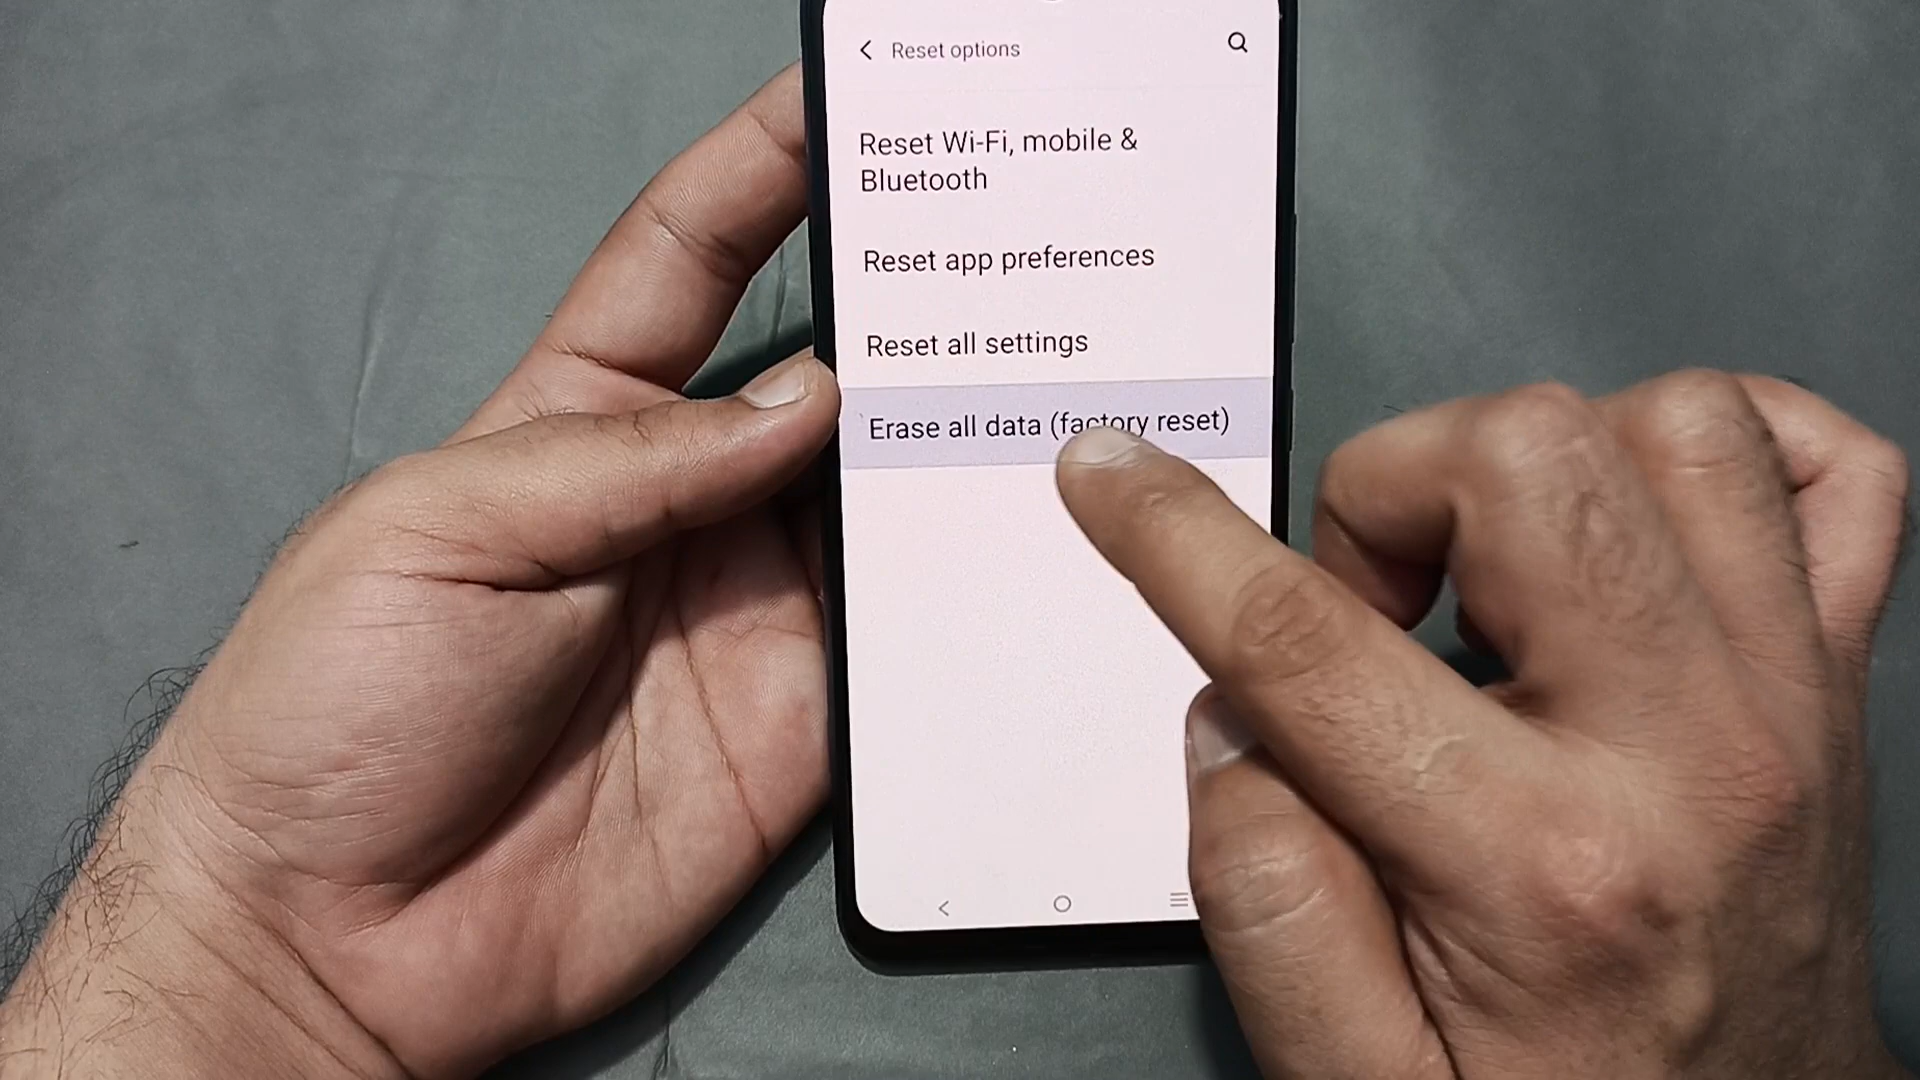 Reset options
Reset Wi-Fi, mobile &
Bluetooth
Reset app preferences
Reset all settings
Erase all data (factory reset)